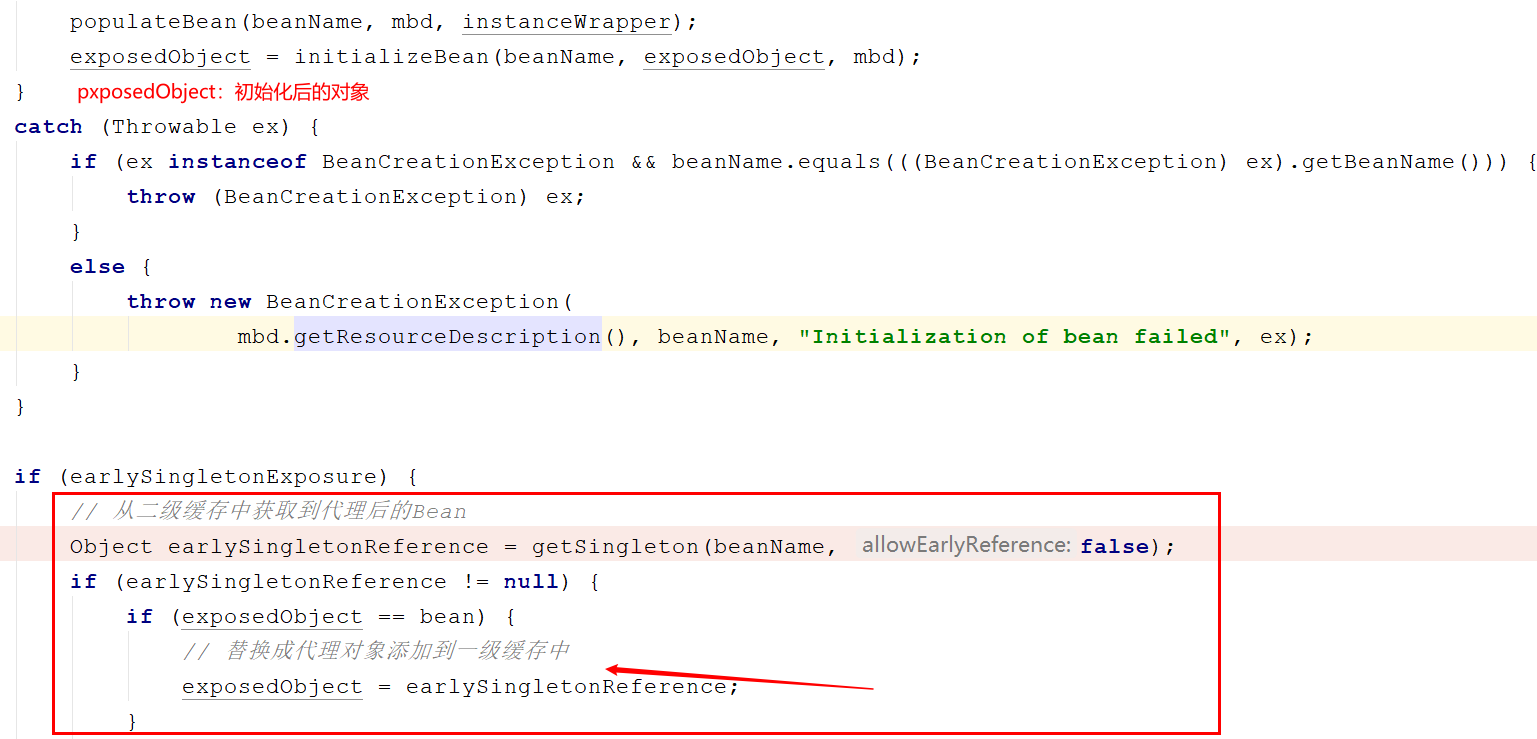 populateBean(beanName, mbd, instanceWrapper);
exposedObject = initializeBean(beanName, exposedObject, mbd);
} pxposedObject：初始化后的对象
catch (Throwable ex) {
if (ex instanceof BeanCreationException && beanName.equals(((BeanCreationException) ex).getBeanName())) {
throw (BeanCreationException) ex;
}
else {
throw new BeanCreationException(
mbd.getResourceDescription(), beanName, "Initialization of bean failed", ex);
}
}
if (earlySingletonExposure) {
// 从二级缓存中获取到代理后的Bean
Object earlySingletonReference = getSingleton(beanName, allowEarlyReference: false);
if (earlySingletonReference != null) {
if (exposedObject == bean) {
// 替换成代理对象添加到一级缓存中
exposedObject = earlySingletonReference;
}